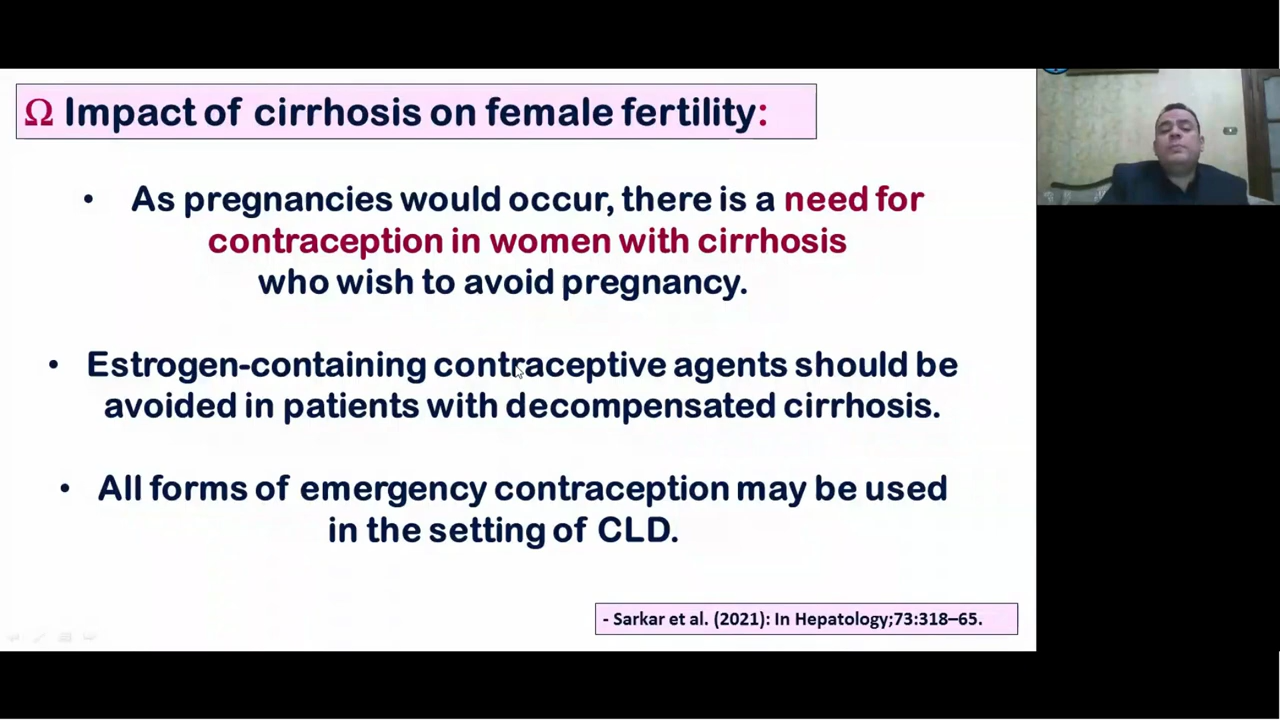 Ω Impact of cirrhosis on female fertility:
• As pregnancies would occur, there is a need for
contraception in women with cirrhosis
who wish to avoid pregnancy.
• Estrogen-containing contraceptive agents should be
avoided in patients with decompensated cirrhosis.
• All forms of emergency contraception may be used
in the setting of CLD.
- Sarkar et al. (2021): In Hepatology;73:318–65.